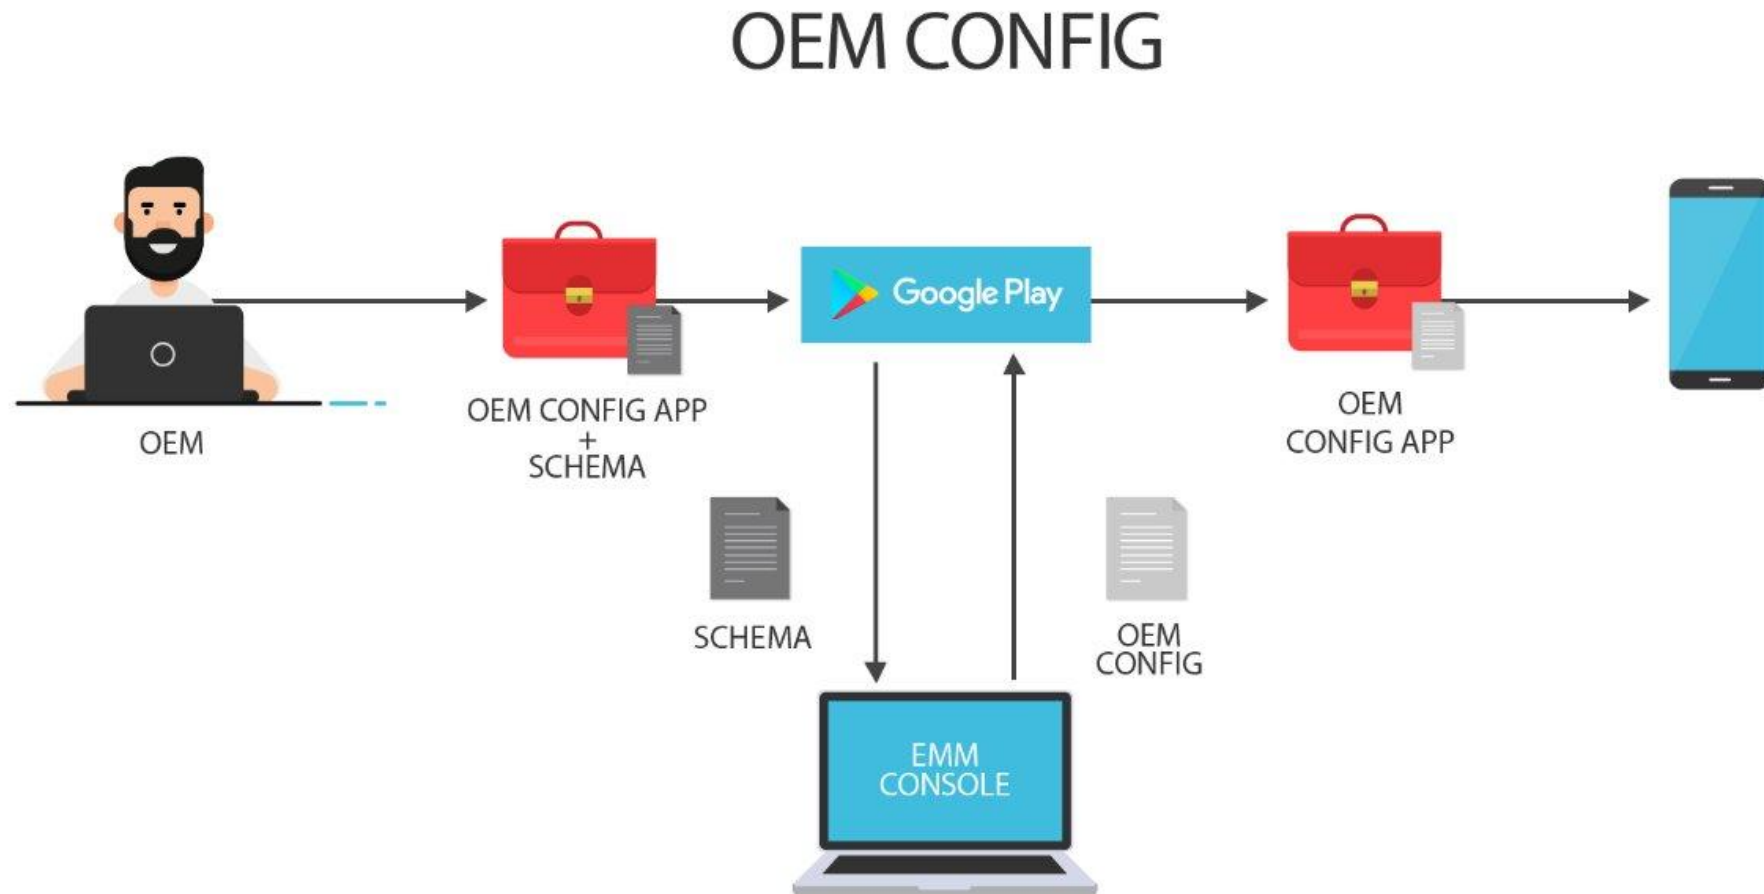 OEM CONFIG
Google Play
OEM
OEM CONFIG APP
+
SCHEMA
OEM
CONFIG APP
SCHEMA
OEM
CONFIG
EMM
CONSOLE